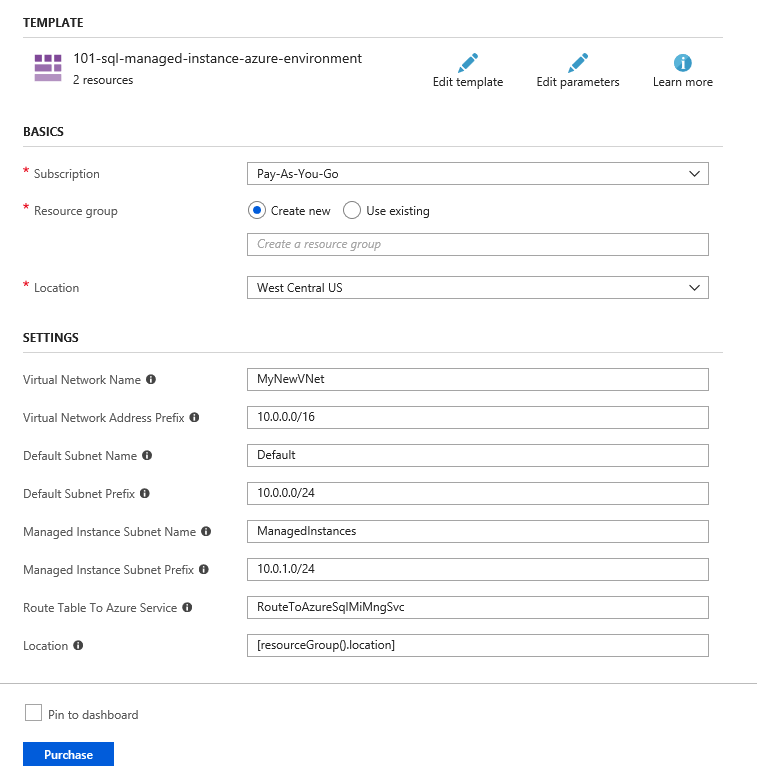 TEMPLATE
101-sql-managed-instance-azure-environment
2 resources
Edit template
Edit parameters
Learn more
BASICS
* Subscription
Pay-As-You-Go
* Resource group
Create new
Use existing
Create a resource group
* Location
West Central US
SETTINGS
Virtual Network Name
MyNewVNet
Virtual Network Address Prefix
10.0.0.0/16
Default Subnet Name
Default
Default Subnet Prefix
10.0.0.0/24
Managed Instance Subnet Name
ManagedInstances
Managed Instance Subnet Prefix
10.0.1.0/24
Route Table To Azure Service
RouteToAzureSqlMiMngSvc
Location
[resourceGroup().location]
Pin to dashboard
Purchase